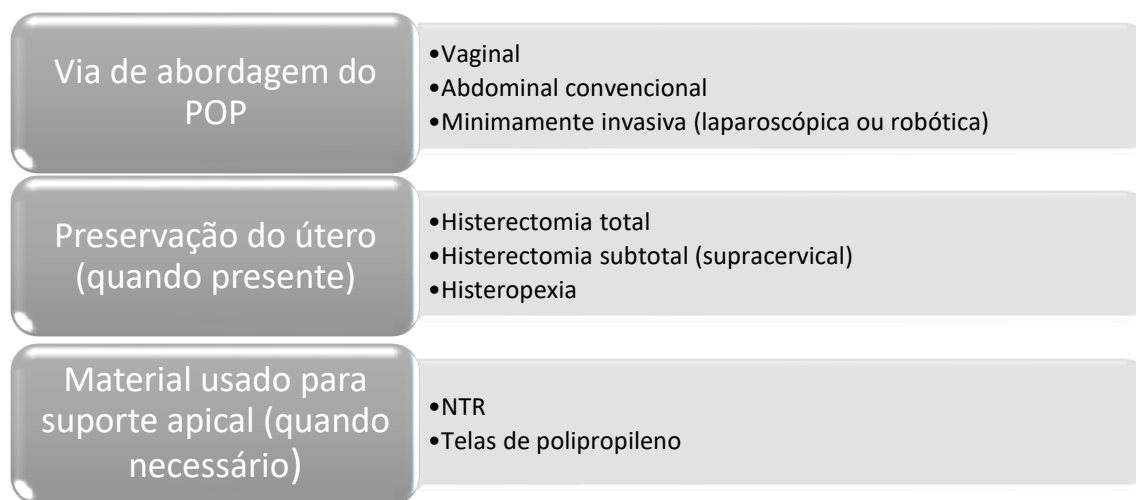 Via de abordagem do
POP
•Vaginal
•Abdominal convencional
•Minimamente invasiva (laparoscópica ou robótica)
Preservação do útero
(quando presente)
•Histerectomia total
•Histerectomia subtotal (supracervical)
•Histeropexia
Material usado para
suporte apical (quando
necessário)
•NTR
•Telas de polipropileno